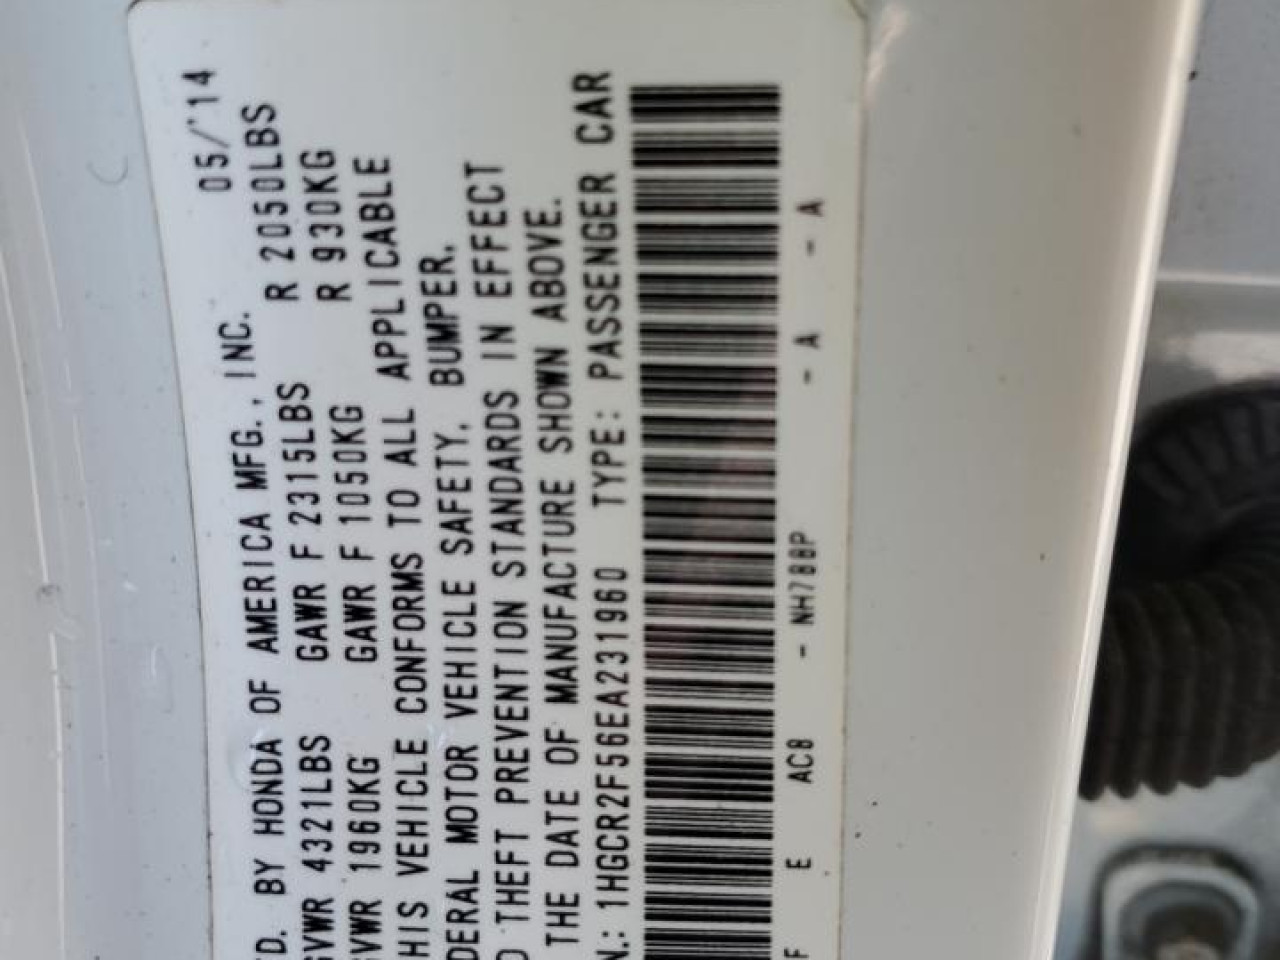 05/'14
D. BY HONDA OF AMERICA MFG., INC.
GVWR 4321LBS GAWR F 2315LBS R 2050LBS
GVWR 1960KG GAWR F 1050KG R 930KG
HIS VEHICLE CONFORMS TO ALL APPLICABLE
DERAL MOTOR VEHICLE SAFETY, BUMPER,
D THEFT PREVENTION STANDARDS IN EFFECT
THE DATE OF MANUFACTURE SHOWN ABOVE.
N.: 1HGCR2F56EA231960 TYPE: PASSENGER CAR
F E AC8 - NH788P - A - A